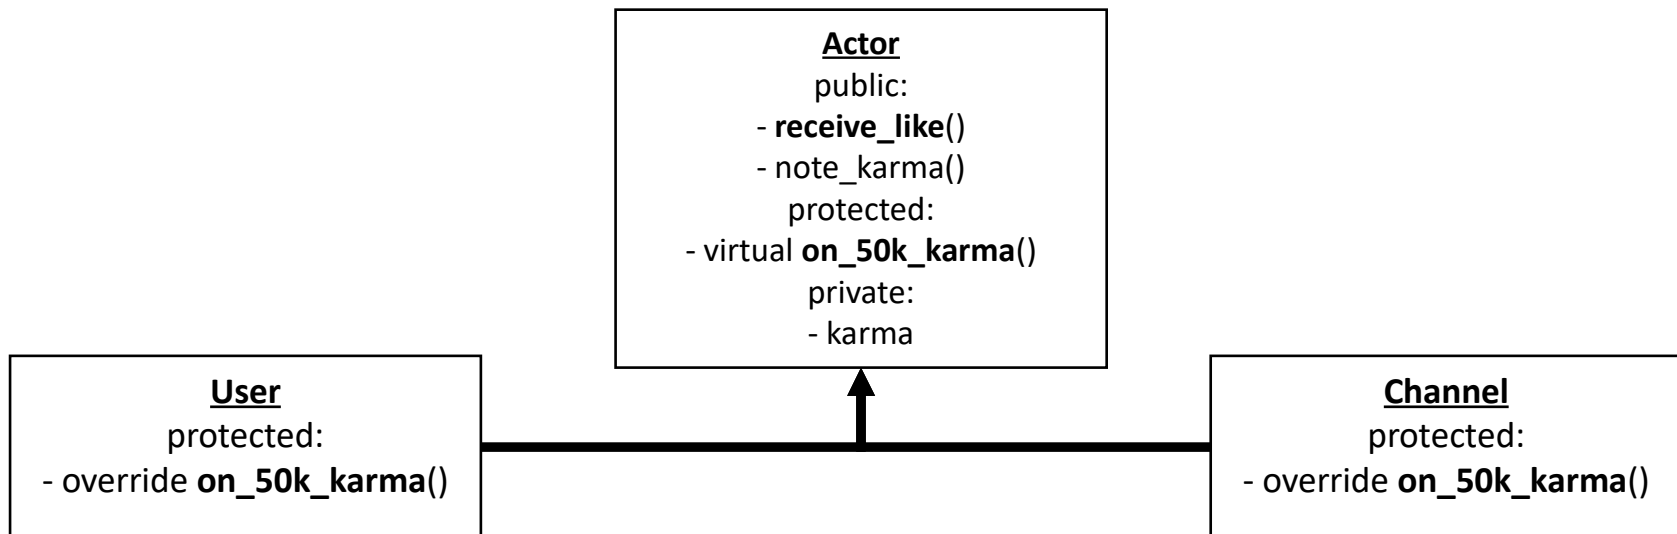 Actor
public:
- receive_like()
- note_karma()
protected:
- virtual on_50k_karma()
private:
- karma
User
protected:
- override on_50k_karma()
Channel
protected:
- override on_50k_karma()